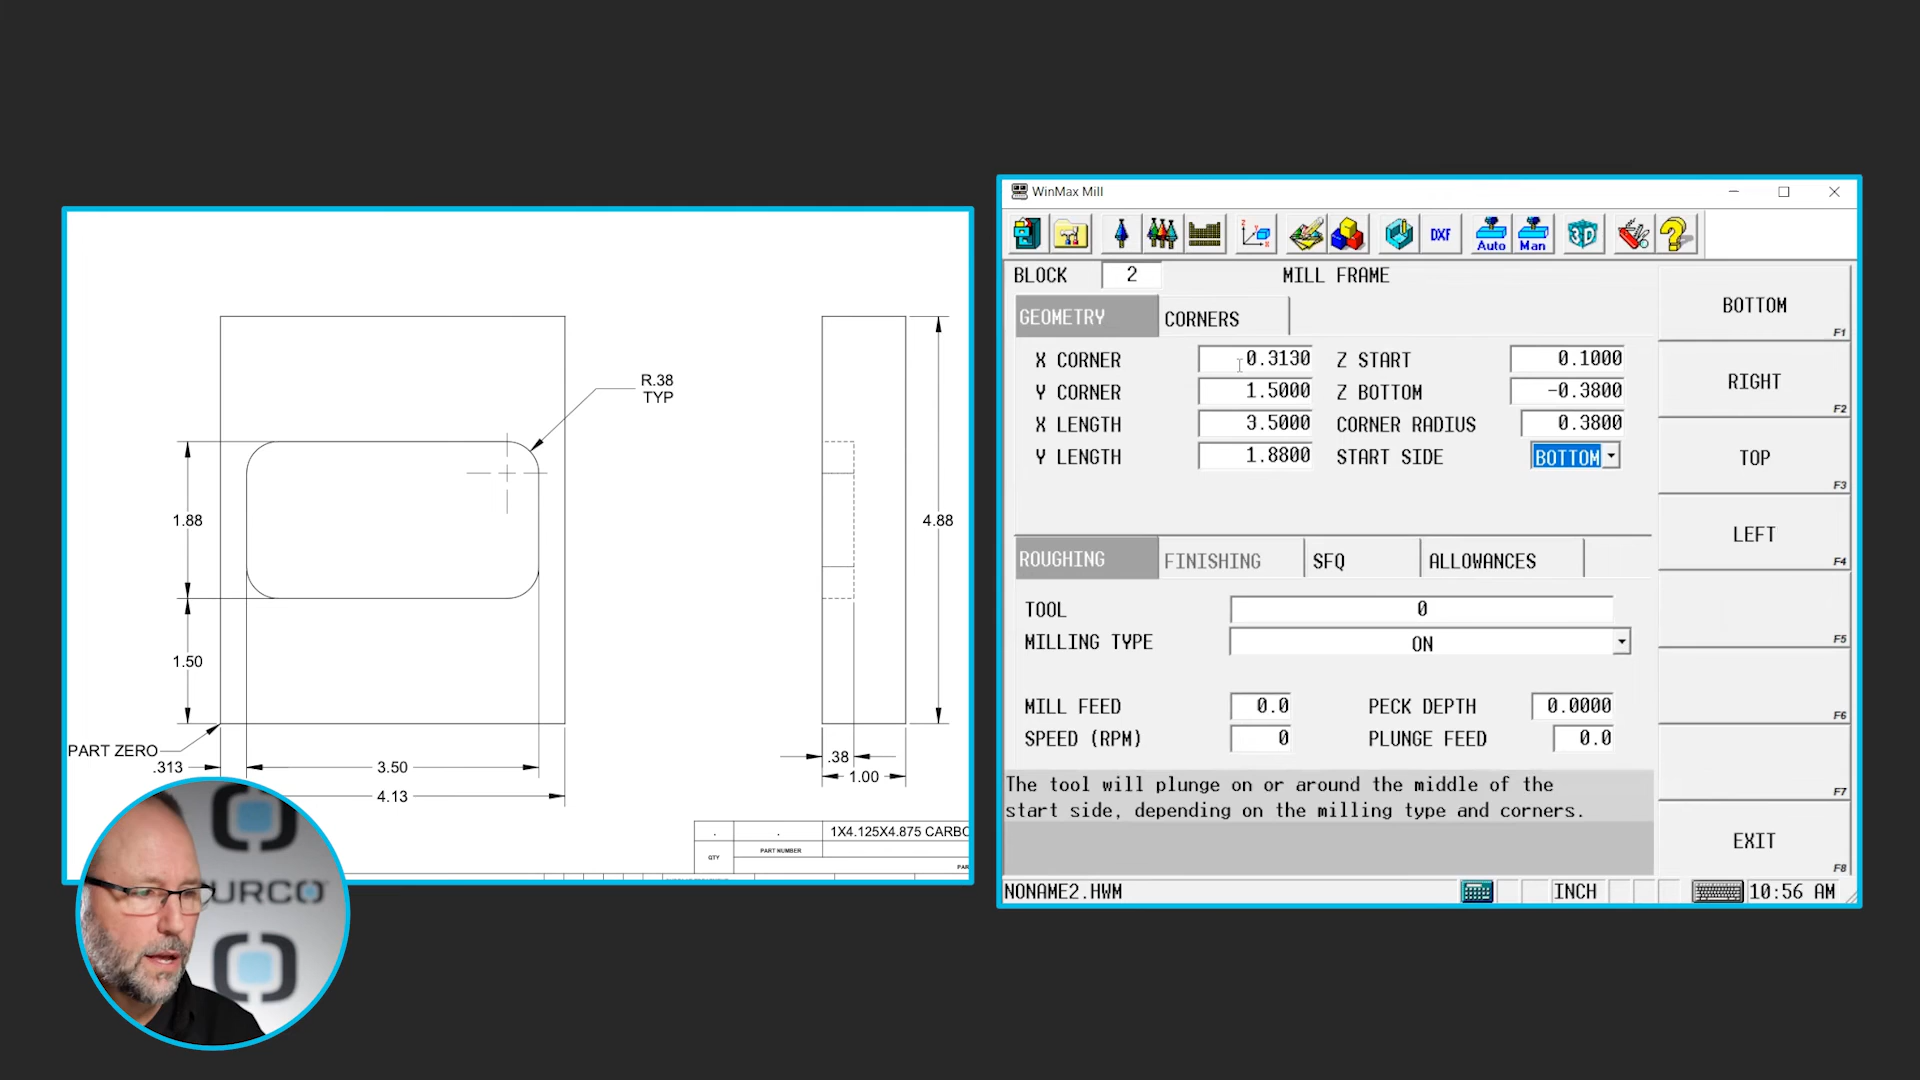 R.38
TYP
1.88
1.50
4.88
PART ZERO
.313
3.50
4.13
.38
1.00
1X4.125X4.875 CARBO
QTY
PART NUMBER
URCO
WinMax Mill
DXF
Auto
Man
3D
BLOCK 2 MILL FRAME
GEOMETRY CORNERS
X CORNER 0.3130 Z START 0.1000
Y CORNER 1.5000 Z BOTTOM -0.3800
X LENGTH 3.5000 CORNER RADIUS 0.3800
Y LENGTH 1.8800 START SIDE BOTTOM
ROUGHING FINISHING SFQ ALLOWANCES
TOOL 0
MILLING TYPE ON
MILL FEED 0.0 PECK DEPTH 0.0000
SPEED (RPM) 0 PLUNGE FEED 0.0
The tool will plunge on or around the middle of the
start side, depending on the milling type and corners.
BOTTOM
F1
RIGHT
F2
TOP
F3
LEFT
F4
F5
F6
F7
EXIT
F8
NONAME2.HWM INCH 10:56 AM